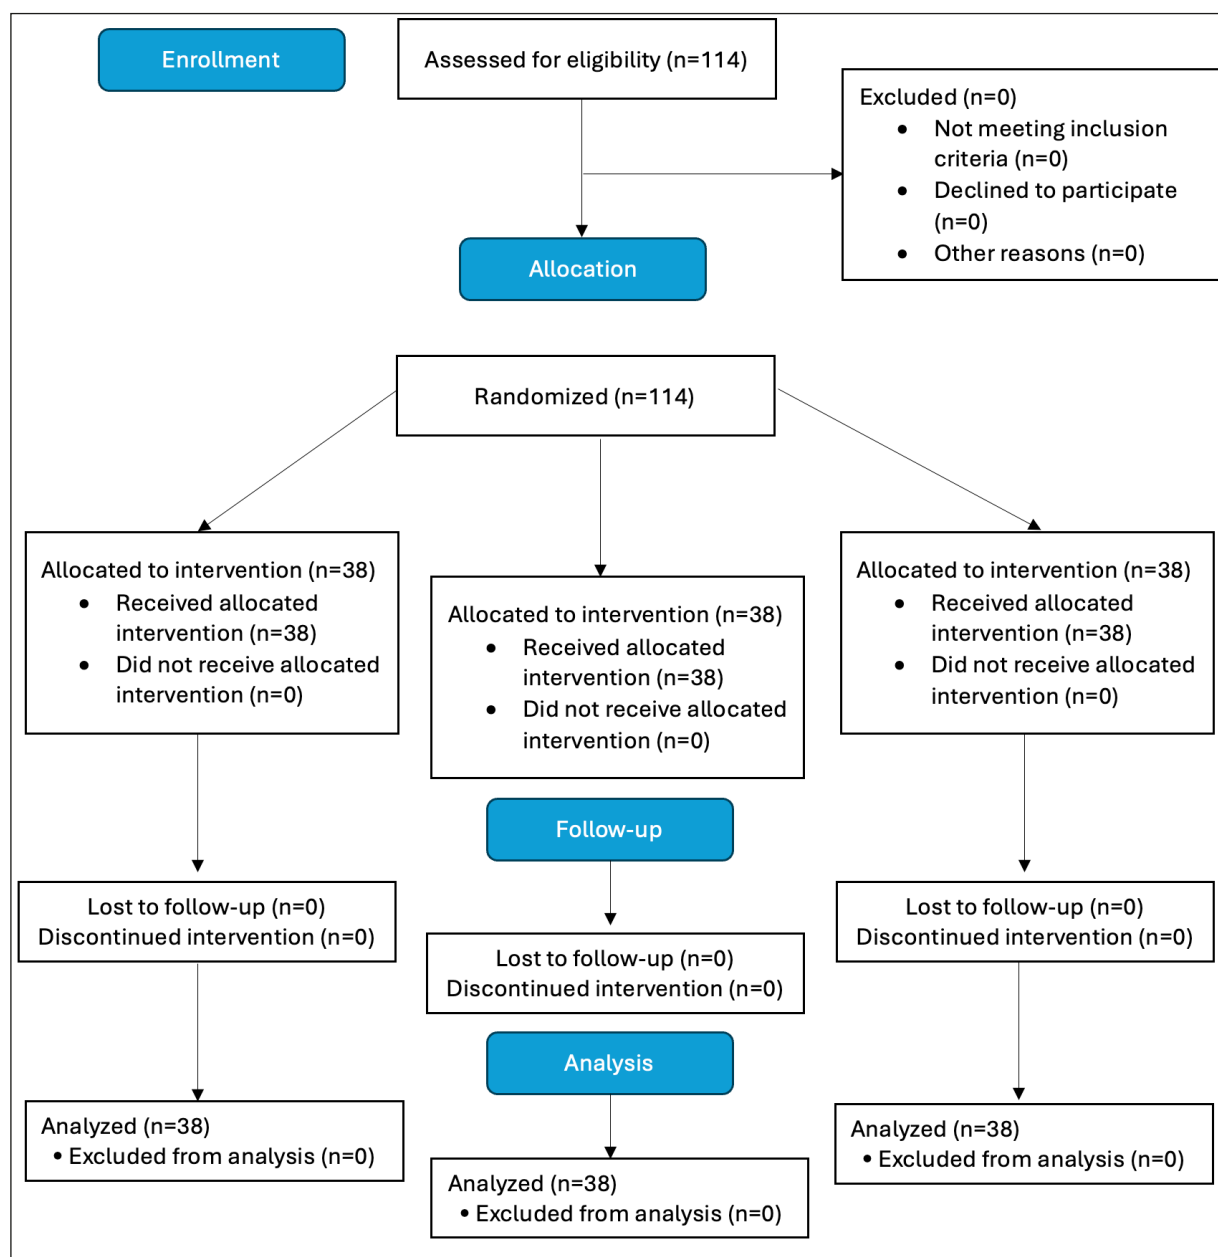 Enrollment
Assessed for eligibility (n=114)
Excluded (n=0)
• Not meeting inclusion
criteria (n=0)
• Declined to participate
(n=0)
• Other reasons (n=0)
Allocation
Randomized (n=114)
Allocated to intervention (n=38)
• Received allocated
intervention (n=38)
• Did not receive allocated
intervention (n=0)
Allocated to intervention (n=38)
• Received allocated
intervention (n=38)
• Did not receive allocated
intervention (n=0)
Allocated to intervention (n=38)
• Received allocated
intervention (n=38)
• Did not receive allocated
intervention (n=0)
Follow-up
Lost to follow-up (n=0)
Discontinued intervention (n=0)
Lost to follow-up (n=0)
Discontinued intervention (n=0)
Lost to follow-up (n=0)
Discontinued intervention (n=0)
Analysis
Analyzed (n=38)
• Excluded from analysis (n=0)
Analyzed (n=38)
• Excluded from analysis (n=0)
Analyzed (n=38)
• Excluded from analysis (n=0)